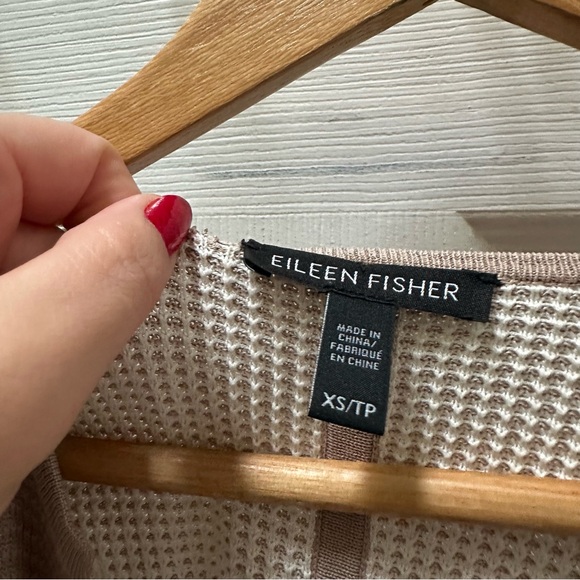 EILEEN FISHER
MADE IN
CHINA/
FABRIQUÉ
EN CHINE
XS/TP